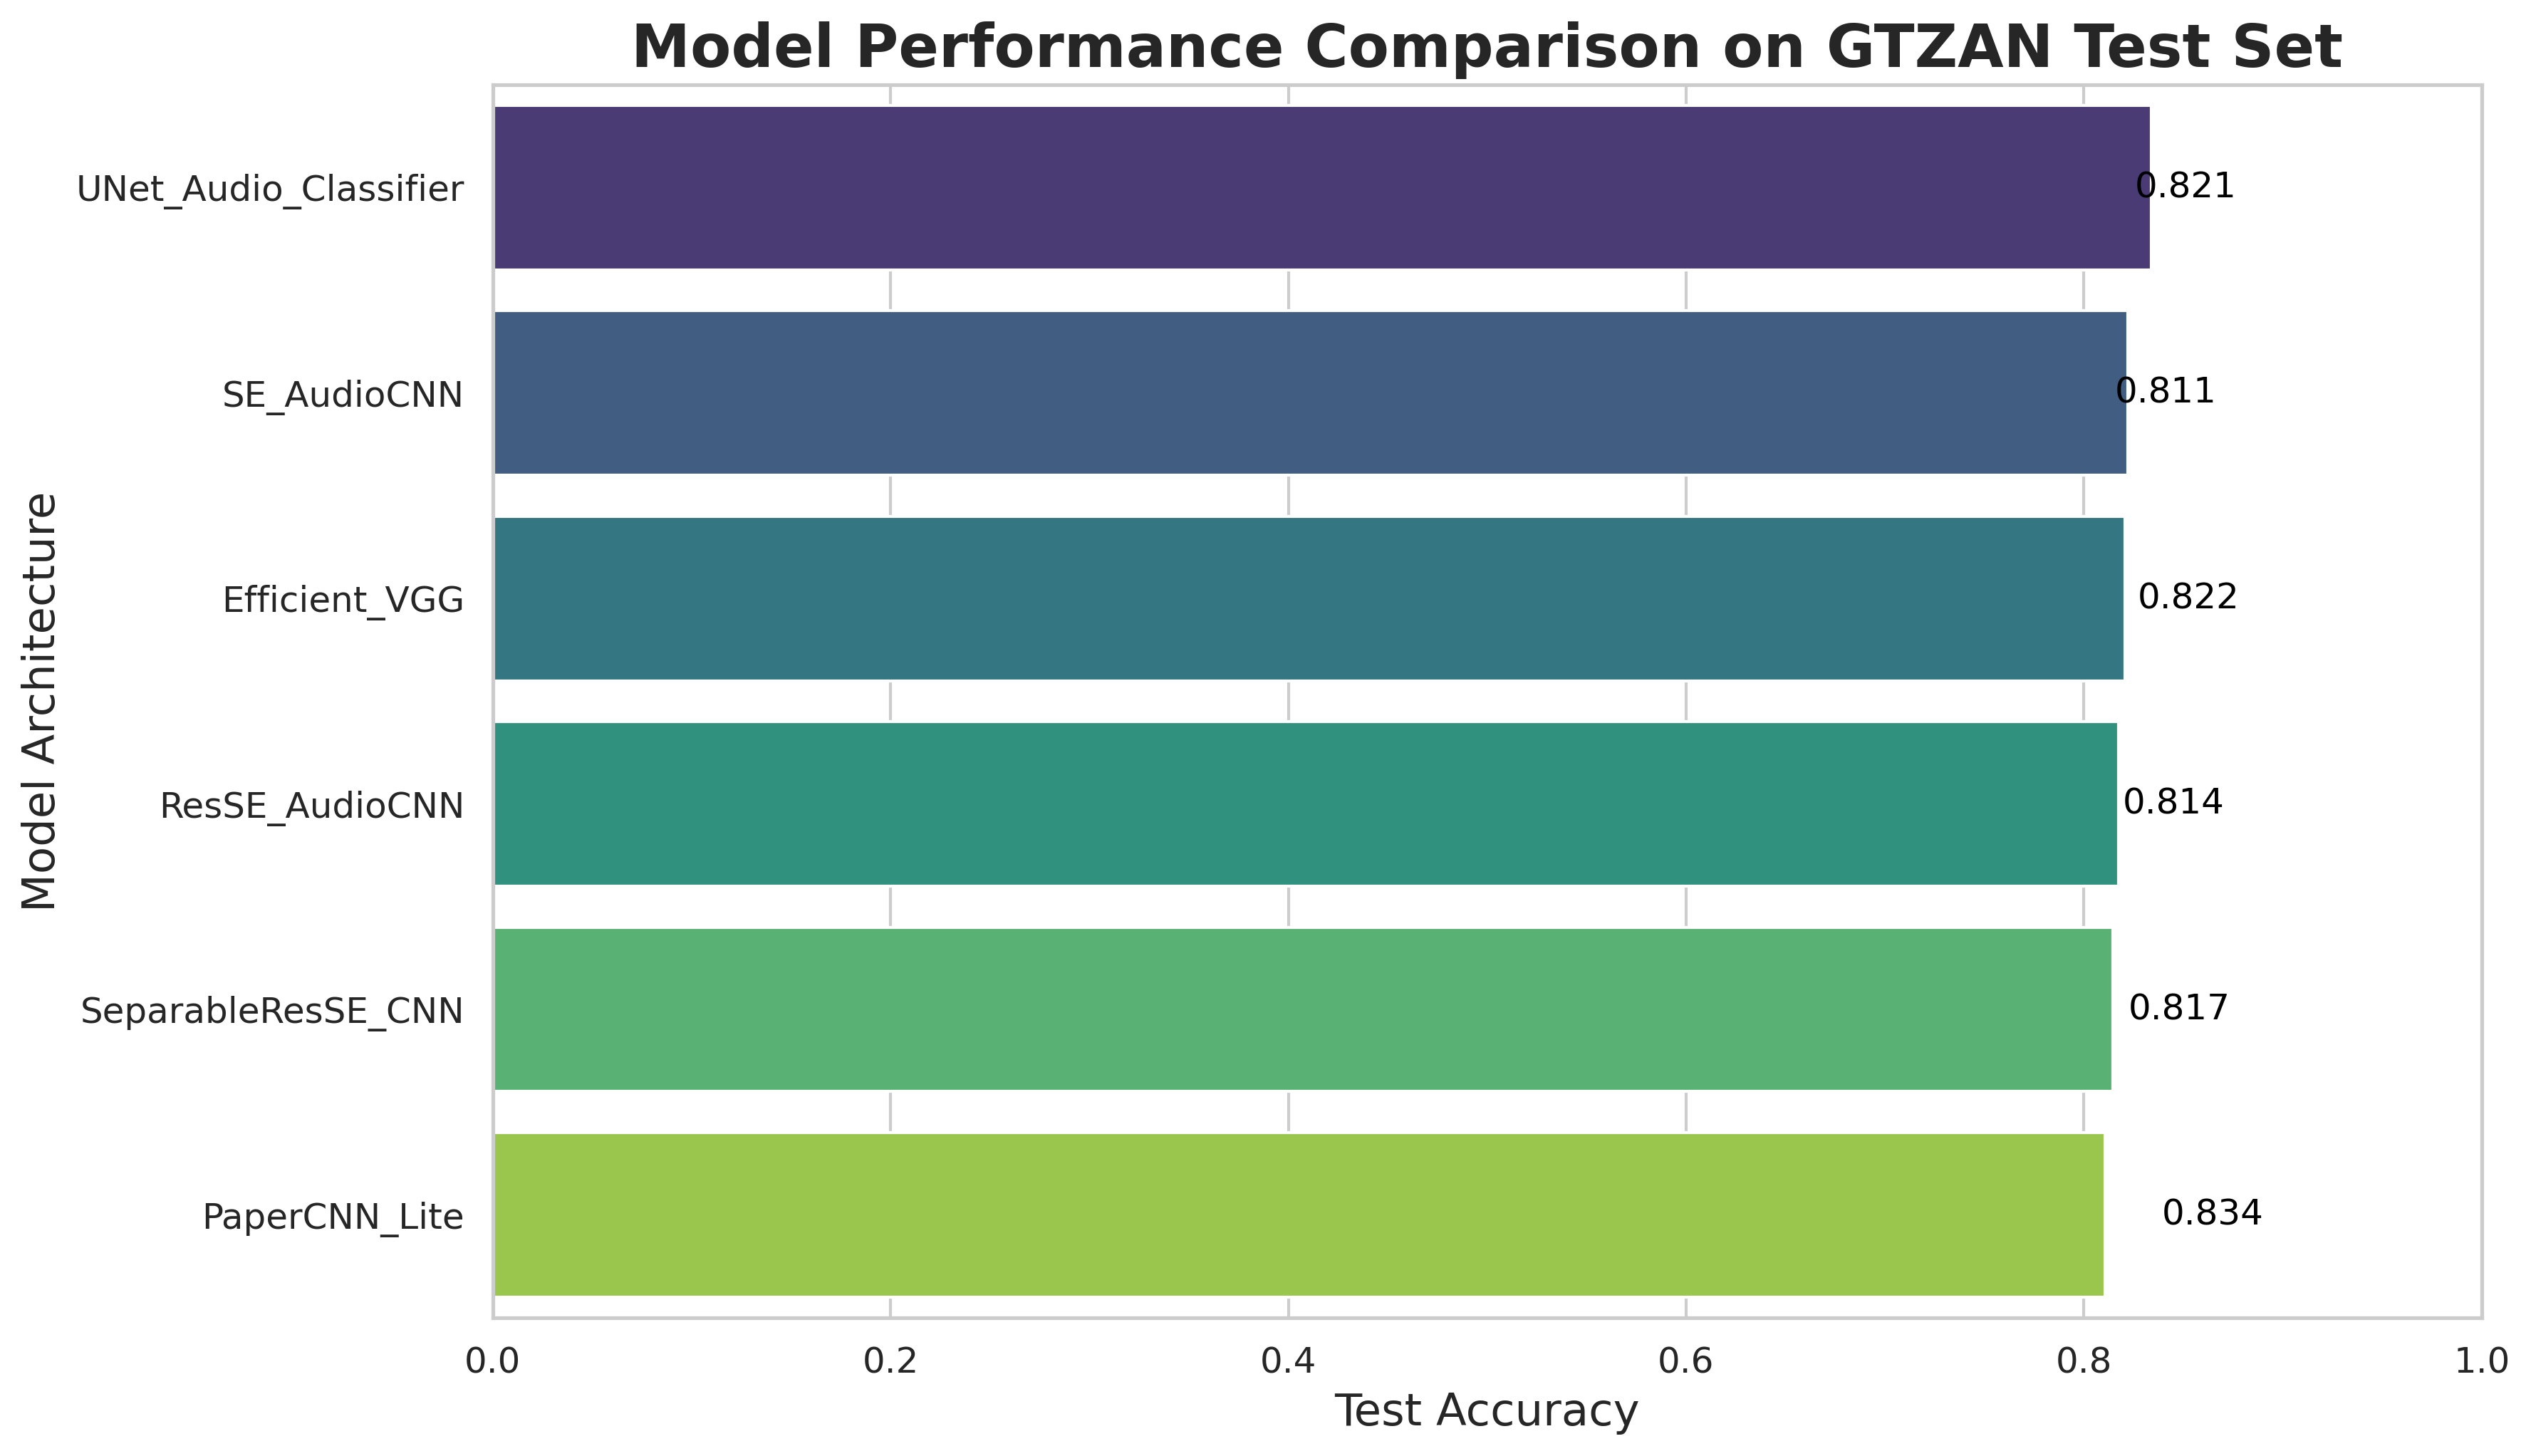 Model Performance Comparison on GTZAN Test Set
Model Architecture
UNet_Audio_Classifier
0.821
SE_AudioCNN
0.811
Efficient_VGG
0.822
ResSE_AudioCNN
0.814
SeparableResSE_CNN
0.817
PaperCNN_Lite
0.834
0.0 0.2 0.4 0.6 0.8 1.0
Test Accuracy